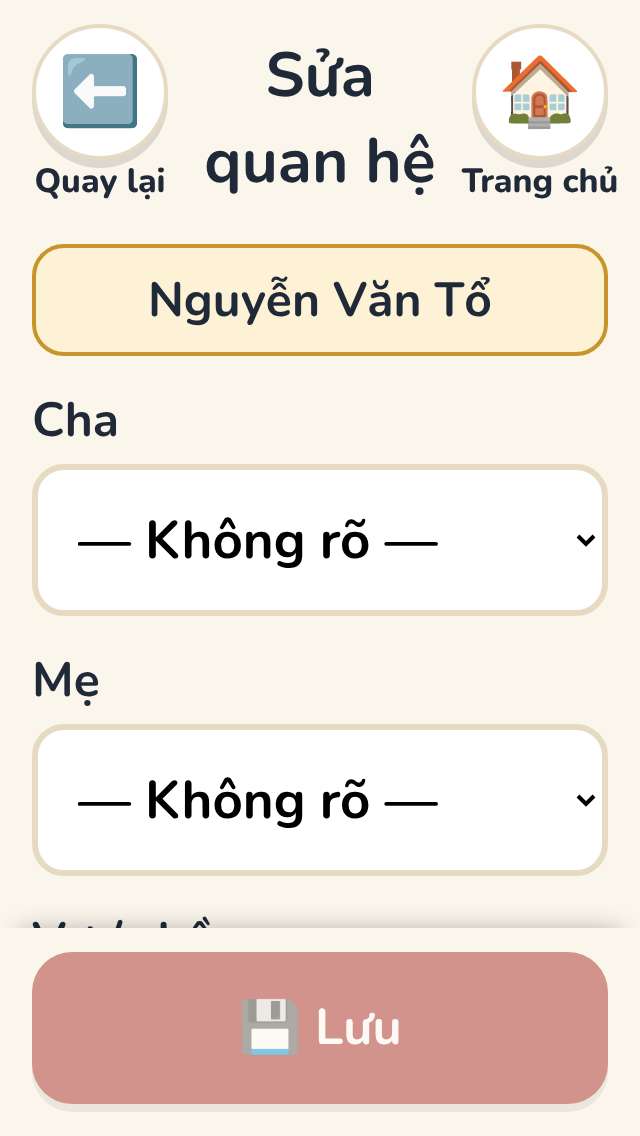 Sửa
quan hệ
Quay lại
Trang chủ
Nguyễn Văn Tổ
Cha
— Không rõ —
Mẹ
— Không rõ —
Lưu